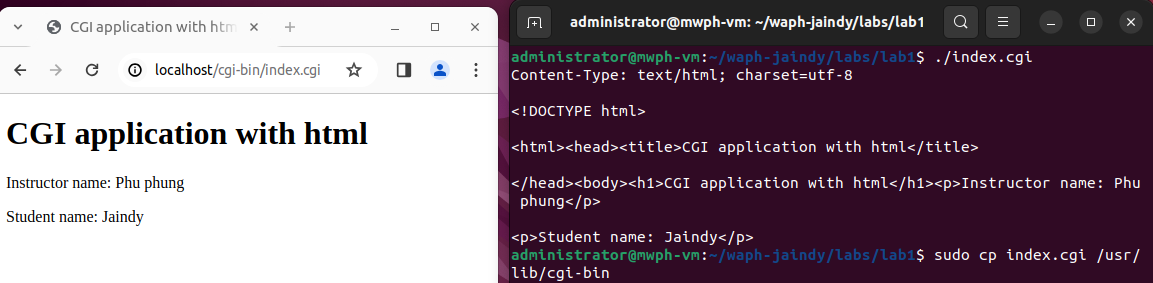 CGI application with htm
localhost/cgi-bin/index.cgi
CGI application with html
Instructor name: Phu phung
Student name: Jaindy
administrator@mwph-vm: ~/waph-jaindy/labs/lab1
administrator@mwph-vm:~/waph-jaindy/labs/lab1$ ./index.cgi
Content-Type: text/html; charset=utf-8
<!DOCTYPE html>
<html><head><title>CGI application with html</title>
</head><body><h1>CGI application with html</h1><p>Instructor name: Phu
phung</p>
<p>Student name: Jaindy</p>
administrator@mwph-vm:~/waph-jaindy/labs/lab1$ sudo cp index.cgi /usr/
lib/cgi-bin